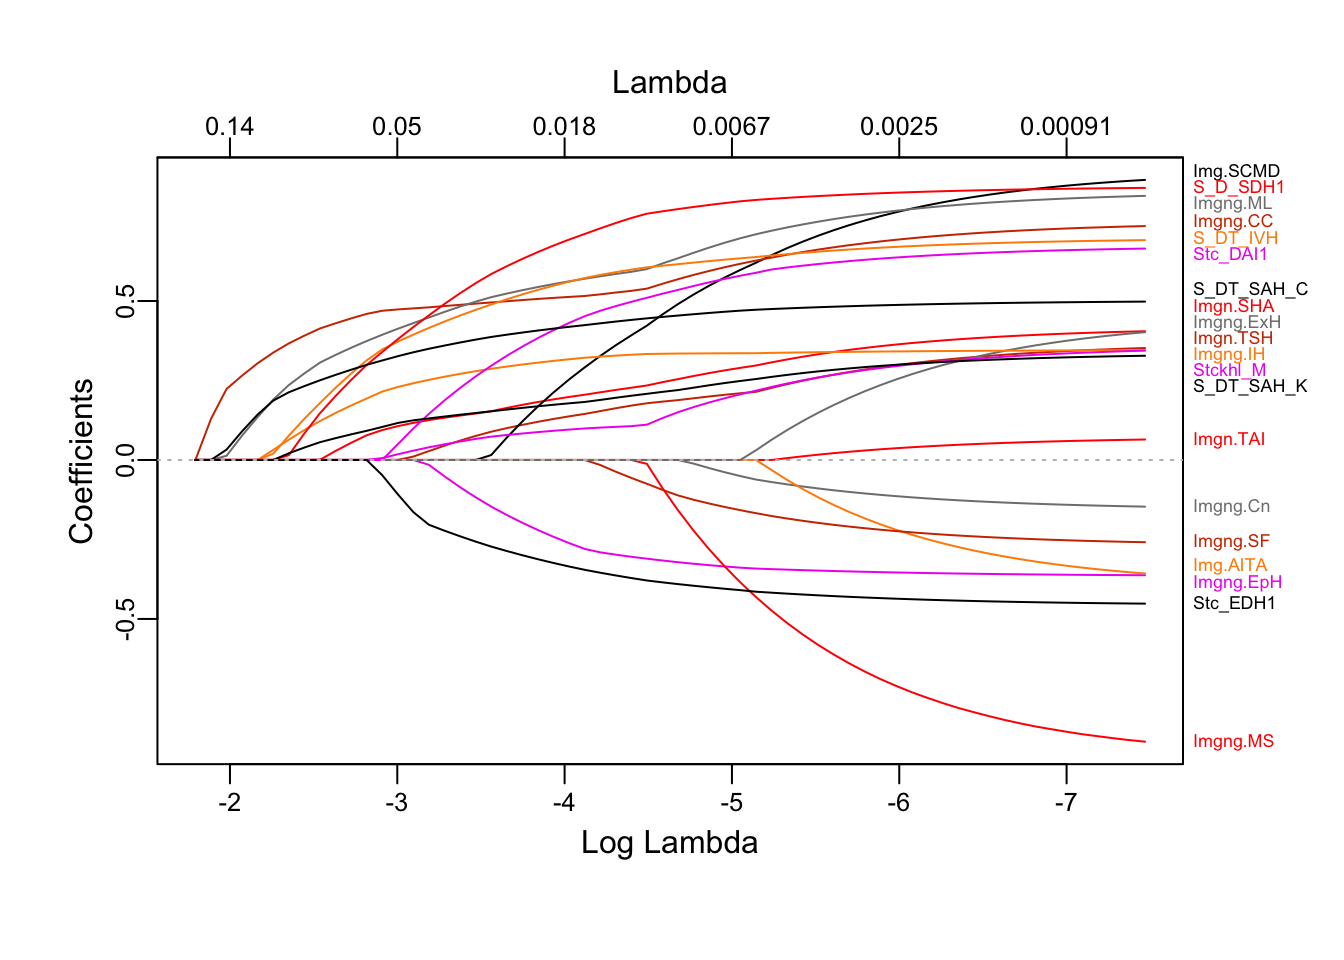 Lambda
0.14 0.05 0.018 0.0067 0.0025 0.00091
Img.SCMD
S_D_SDH1
Imgng.ML
Imgng.CC
S_DT_IVH
Stc_DAI1
S_DT_SAH_C
Imgn.SHA
Imgng.ExH
Imgn.TSH
Imgng.IH
Stckhl_M
S_DT_SAH_K
Imgn.TAI
Imgng.Cn
Imgng.SF
Img.AITA
Imgng.EpH
Stc_EDH1
Imgng.MS
Coefficients
0.5
0.0
-0.5
-2 -3 -4 -5 -6 -7
Log Lambda